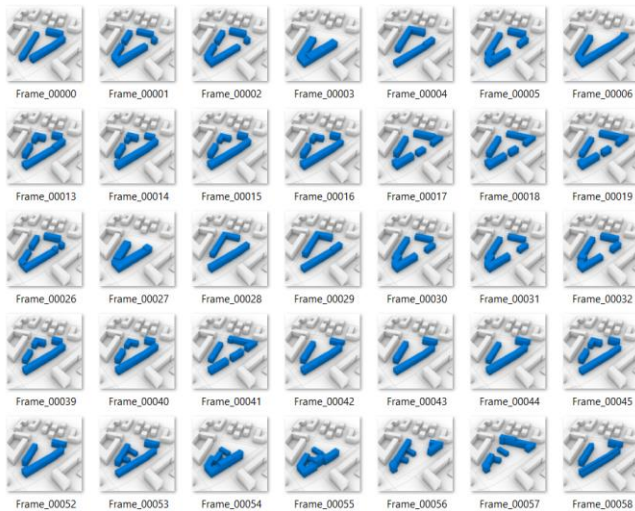 Frame_00000 Frame_00001 Frame_00002 Frame_00003 Frame_00004 Frame_00005 Frame_00006
Frame_00013 Frame_00014 Frame_00015 Frame_00016 Frame_00017 Frame_00018 Frame_00019
Frame_00026 Frame_00027 Frame_00028 Frame_00029 Frame_00030 Frame_00031 Frame_00032
Frame_00039 Frame_00040 Frame_00041 Frame_00042 Frame_00043 Frame_00044 Frame_00045
Frame_00052 Frame_00053 Frame_00054 Frame_00055 Frame_00056 Frame_00057 Frame_00058